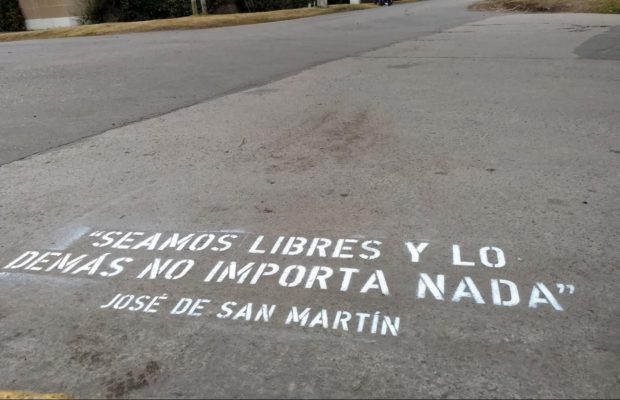 “SEAMOS LIBRES Y LO
DEMÁS NO IMPORTA NADA”
JOSÉ DE SAN MARTÍN